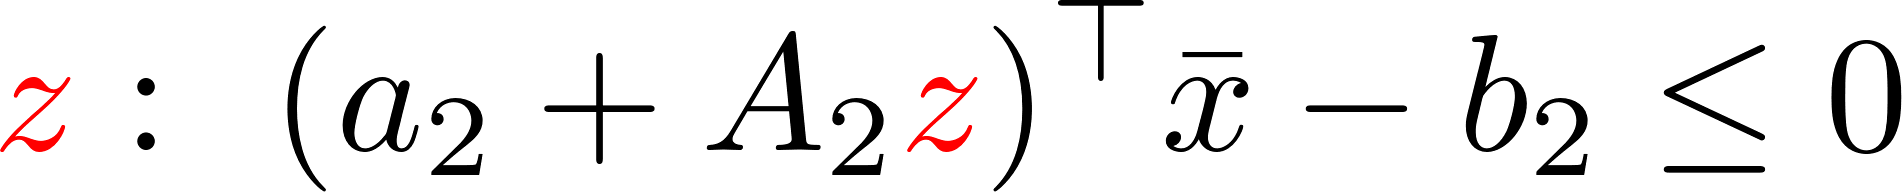 z : (a₂ + A₂z)^⊤ x̄ − b₂ ≤ 0